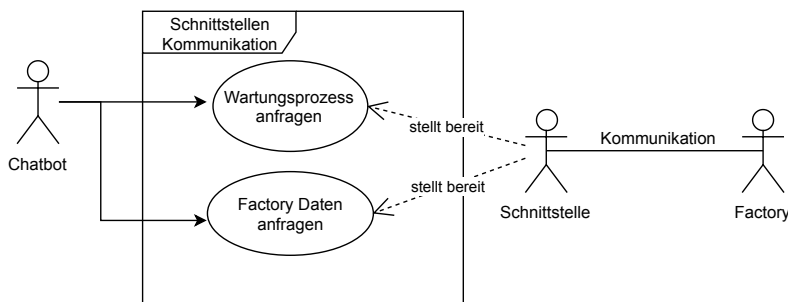 Schnittstellen
Kommunikation
Wartungsprozess
anfragen
stellt bereit
Kommunikation
Chatbot
stellt bereit
Factory Daten
anfragen
Schnittstelle
Factory